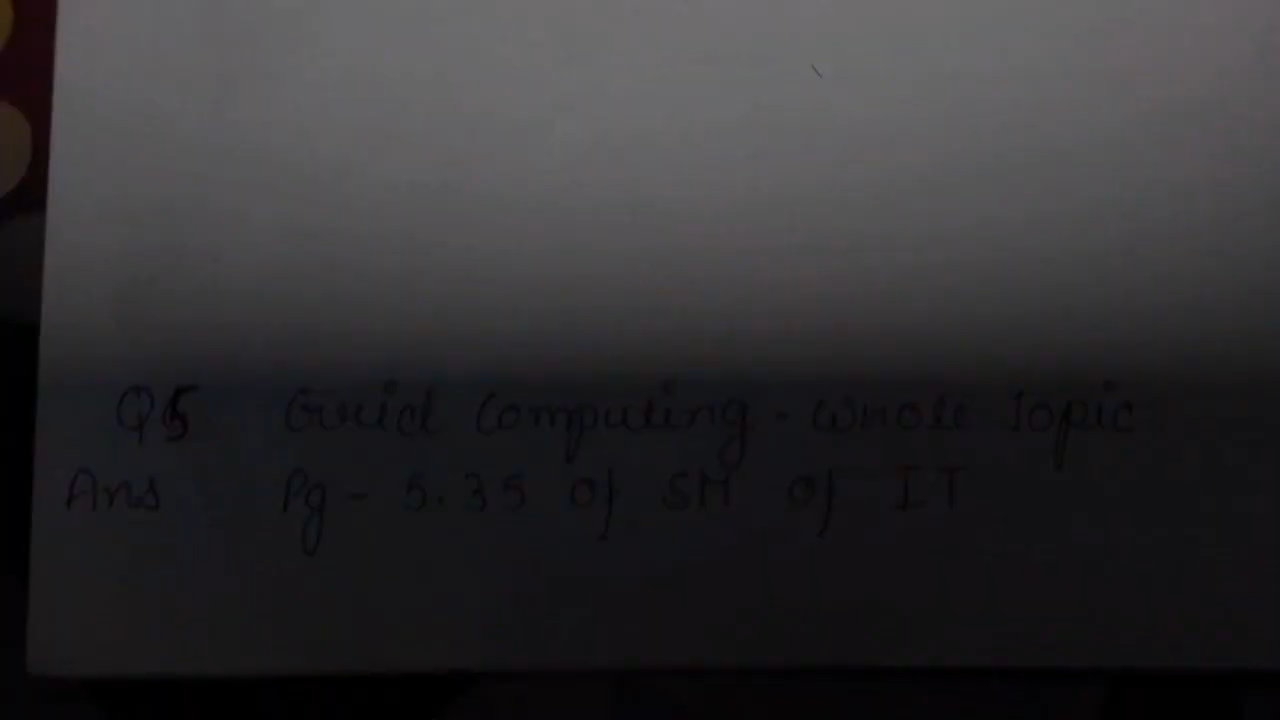 Q5 Grid Computing - Whole Topic
Ans Pg - 5.35 of SM of IT